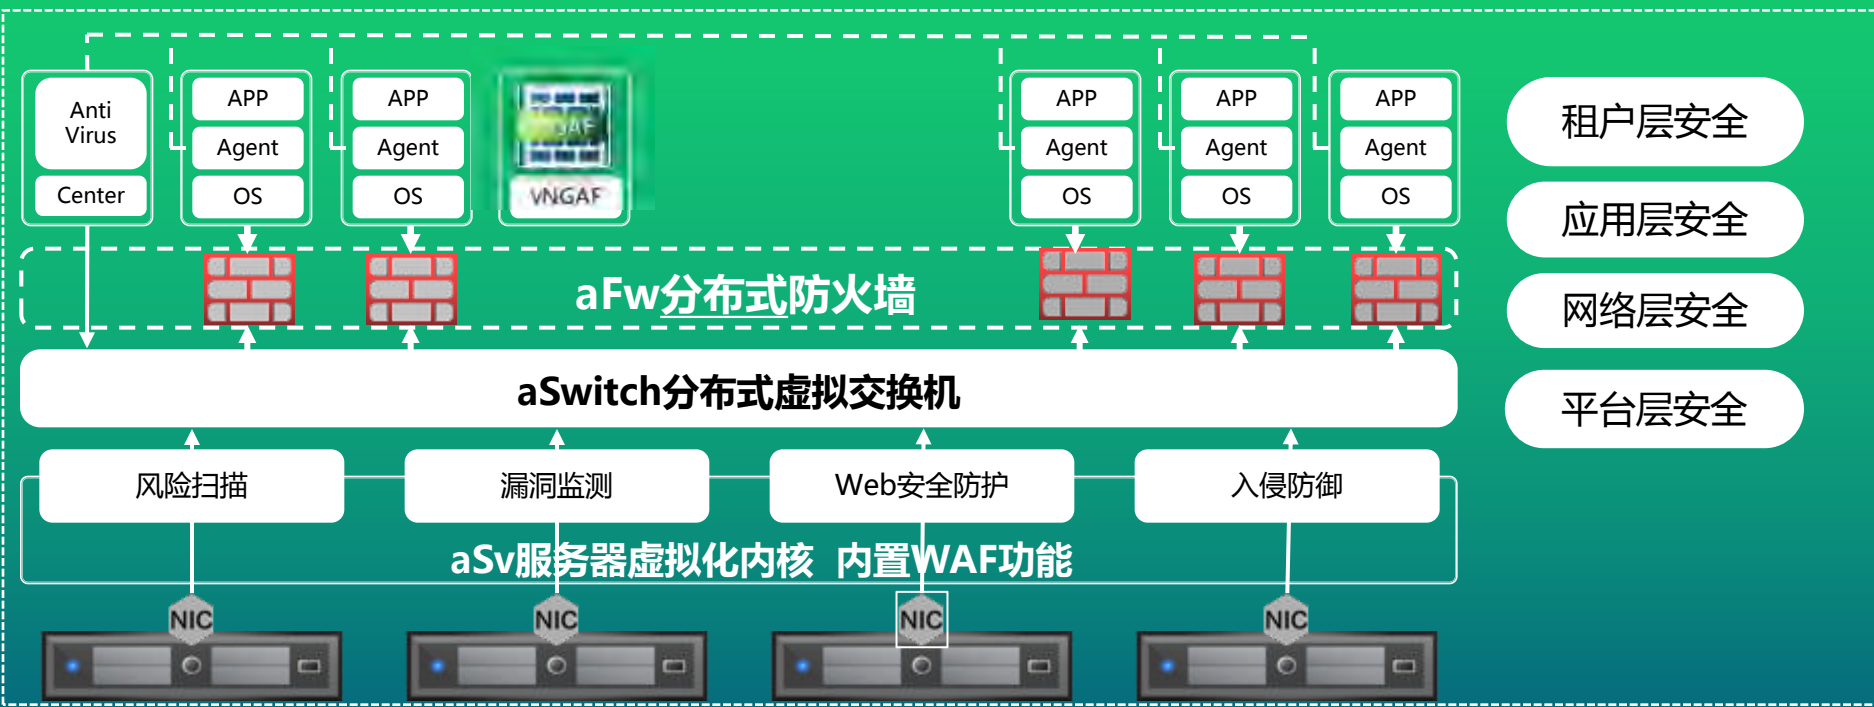 Anti
Virus
Center
APP
Agent
OS
APP
Agent
OS
VNGAF
APP
Agent
OS
APP
Agent
OS
APP
Agent
OS
aFw分布式防火墙
aSwitch分布式虚拟交换机
风险扫描
漏洞监测
Web安全防护
入侵防御
aSv服务器虚拟化内核 内置WAF功能
NIC
NIC
NIC
NIC
租户层安全
应用层安全
网络层安全
平台层安全